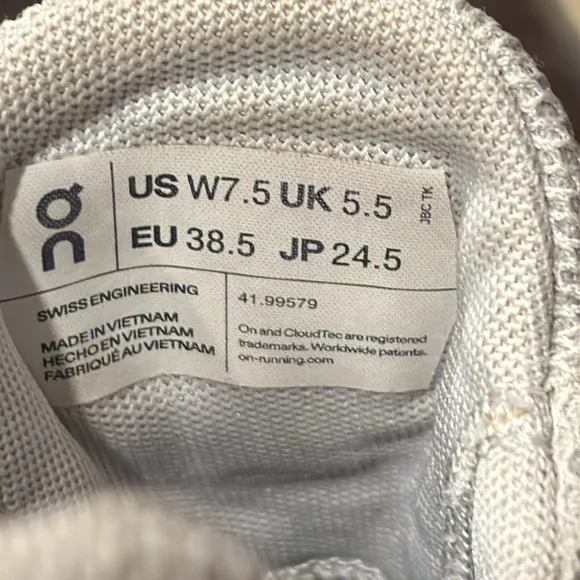 US W7.5 UK 5.5
EU 38.5 JP 24.5
JBC TK
SWISS ENGINEERING
MADE IN VIETNAM
HECHO EN VIETNAM
FABRIQUÉ AU VIETNAM
41.99579
On and CloudTec are registered
trademarks. Worldwide patents.
on-running.com